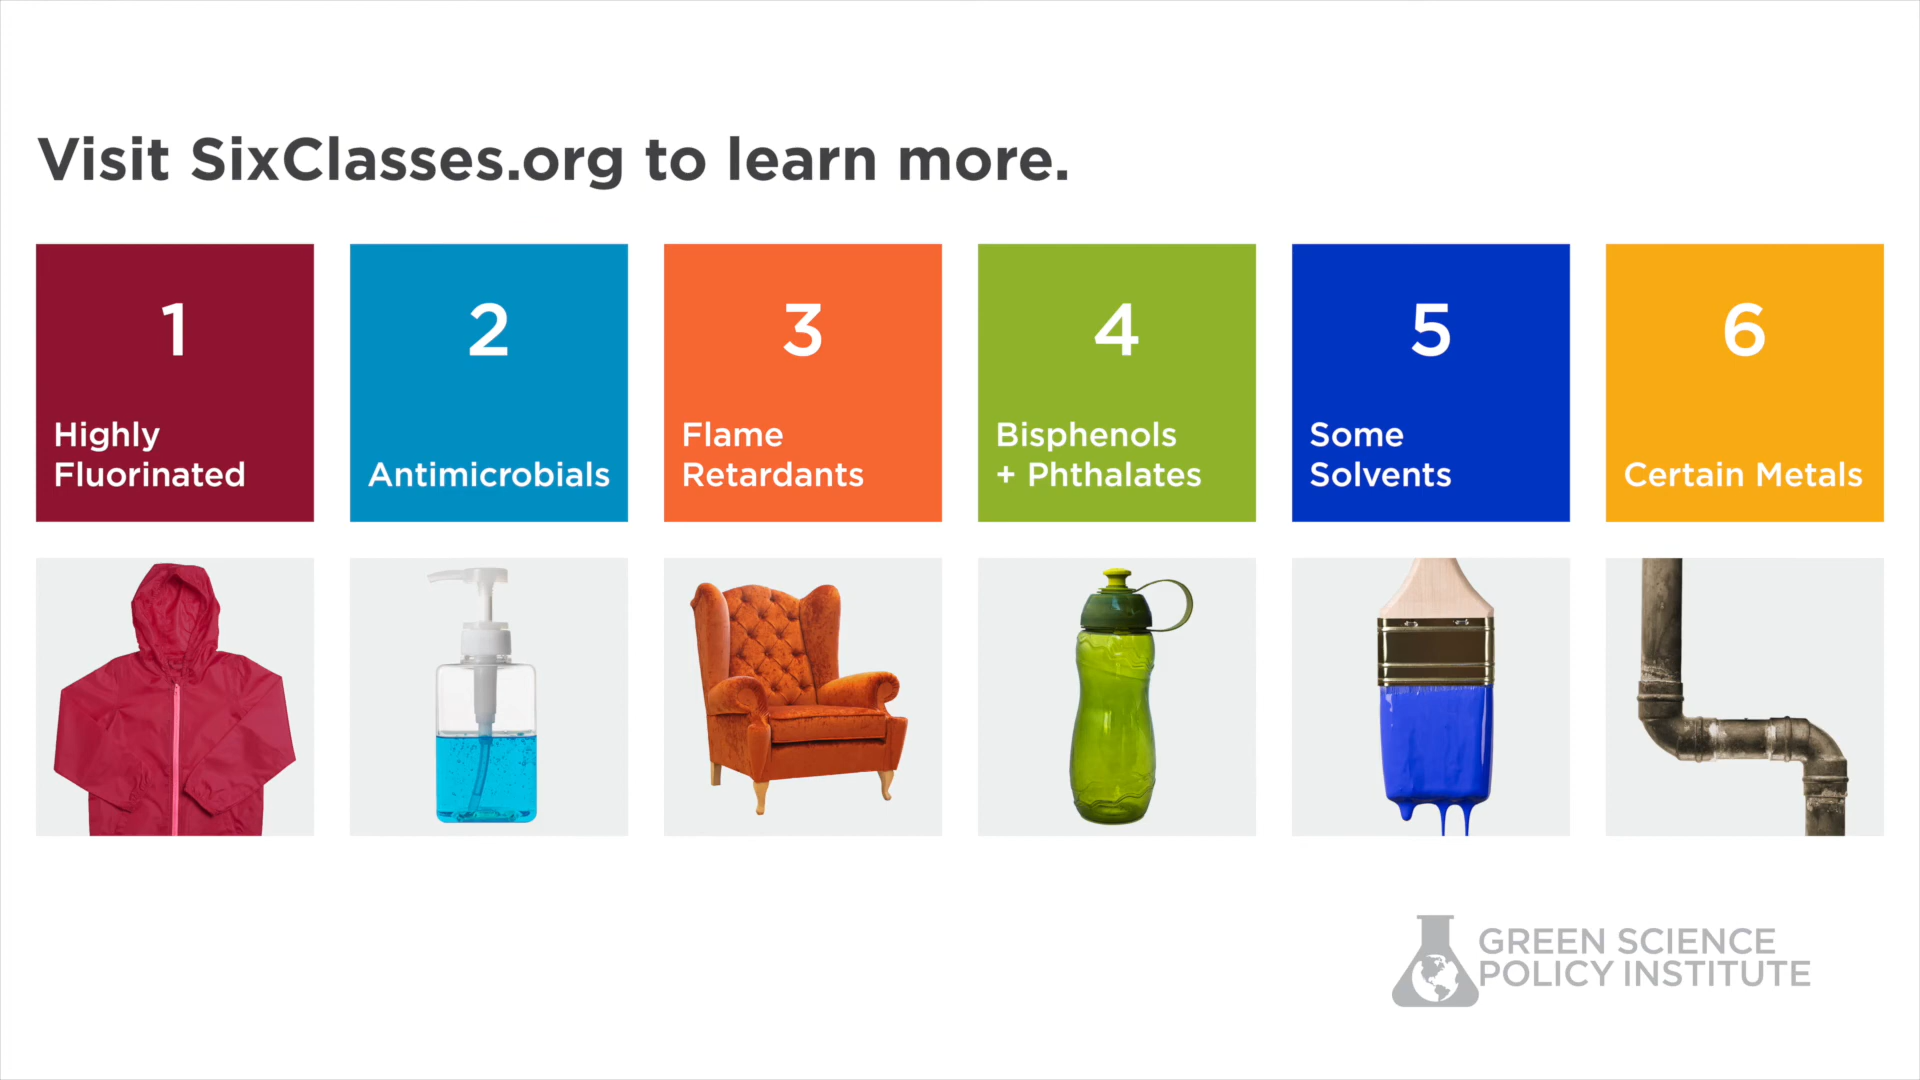 Visit SixClasses.org to learn more.
1
Highly
Fluorinated
2
Antimicrobials
3
Flame
Retardants
4
Bisphenols
+ Phthalates
5
Some
Solvents
6
Certain Metals
GREEN SCIENCE
POLICY INSTITUTE